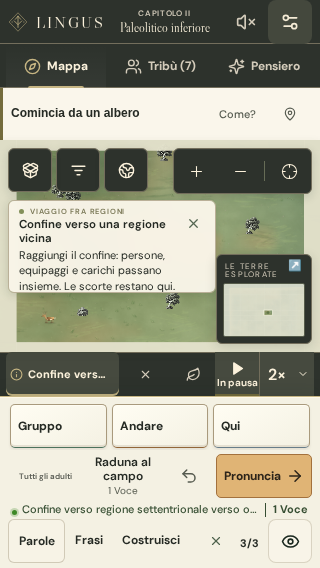 LINGUS
CAPITOLO II
Paleolitico inferiore
Mappa
Tribù (7)
Pensiero
Comincia da un albero
Come?
VIAGGIO FRA REGIONI
Confine verso una regione
vicina
Raggiungi il confine: persone,
equipaggi e carichi passano
insieme. Le scorte restano qui.
LE TERRE
ESPLORATE
Confine vers...
In pausa
2×
Gruppo
Andare
Qui
Tutti gli adulti
Raduna al
campo
1 Voce
Pronuncia
Confine verso regione settentrionale verso o...
1 Voce
Parole
Frasi
Costruisci
3/3